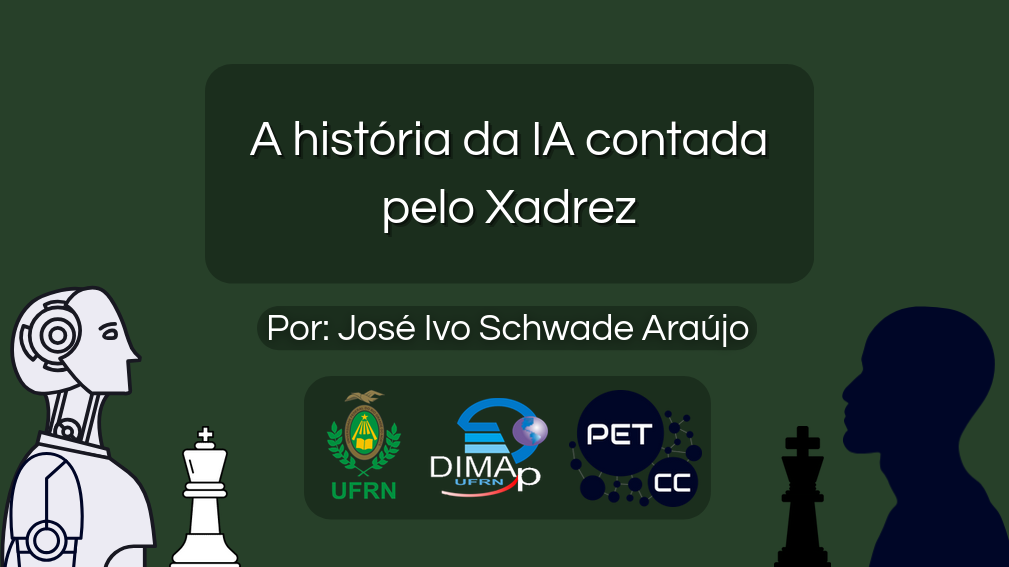 A história da IA contada
pelo Xadrez
Por: José Ivo Schwade Araújo
UFRN
DIMAp
UFRN
PET
CC